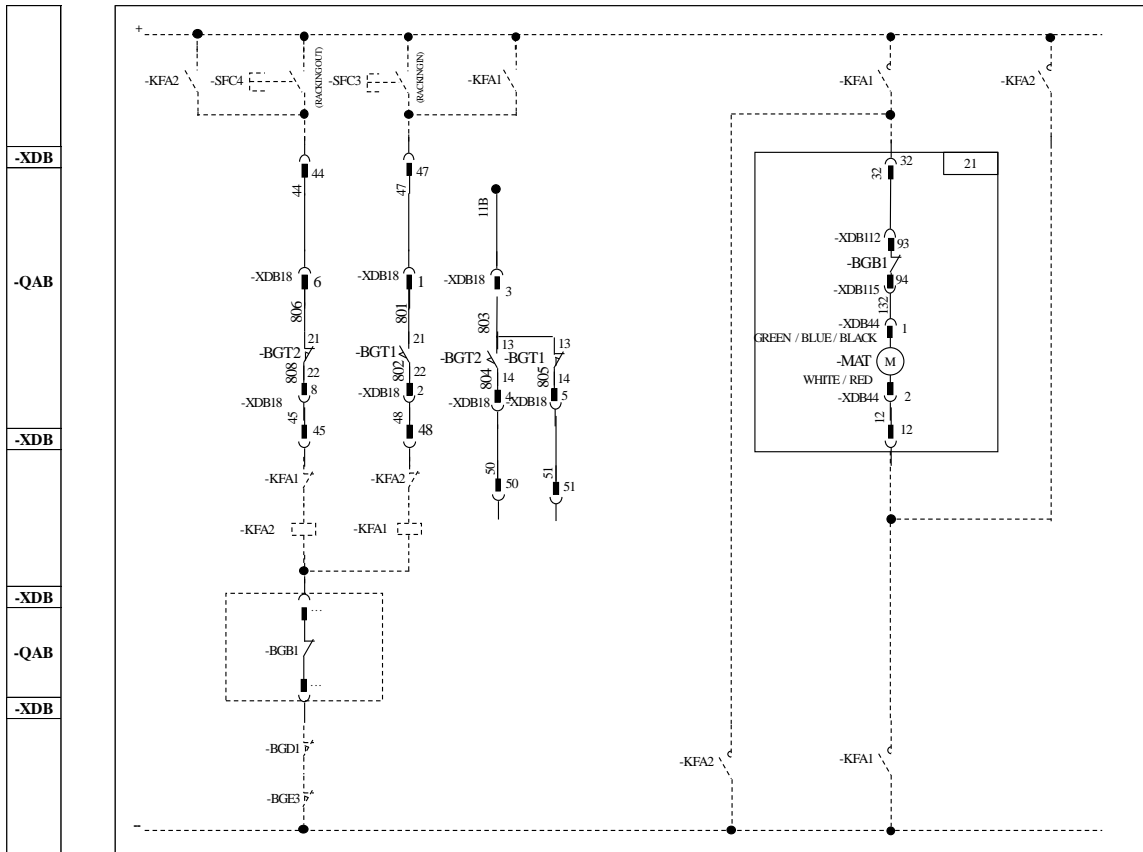 +
-KFA2
-SFC4
(RACKING OUT)
-SFC3
(RACKING IN)
-KFA1
-KFA1
-KFA2
-XDB
44
44
47
47
32
32
21
11B
-QAB
-XDB18
6
-XDB18
1
-XDB18
3
-XDB112
93
-BGB1
94
-XDB115
132
806
801
803
-XDB44
1
GREEN / BLUE / BLACK
21
-BGT2
22
808
21
-BGT1
22
802
13
-BGT2
14
804
13
-BGT1
14
805
-MAT
M
WHITE / RED
8
-XDB18
-XDB18
2
4
-XDB18
-XDB18
5
-XDB44
2
-XDB
45
45
48
48
12
12
50
50
51
51
-KFA1
-KFA2
-KFA2
-KFA1
-XDB
...
-QAB
-BGB1
...
-XDB
-BGD1
-KFA2
-KFA1
-BGE3
--